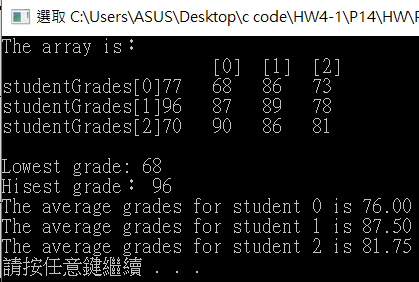 選取 C:\Users\ASUS\Desktop\c code\HW4-1\P14\HW\F
The array is：
[0] [1] [2]
studentGrades[0]77 68 86 73
studentGrades[1]96 87 89 78
studentGrades[2]70 90 86 81
Lowest grade: 68
Hisest grade： 96
The average grades for student 0 is 76.00
The average grades for student 1 is 87.50
The average grades for student 2 is 81.75
請按任意鍵繼續 . . .